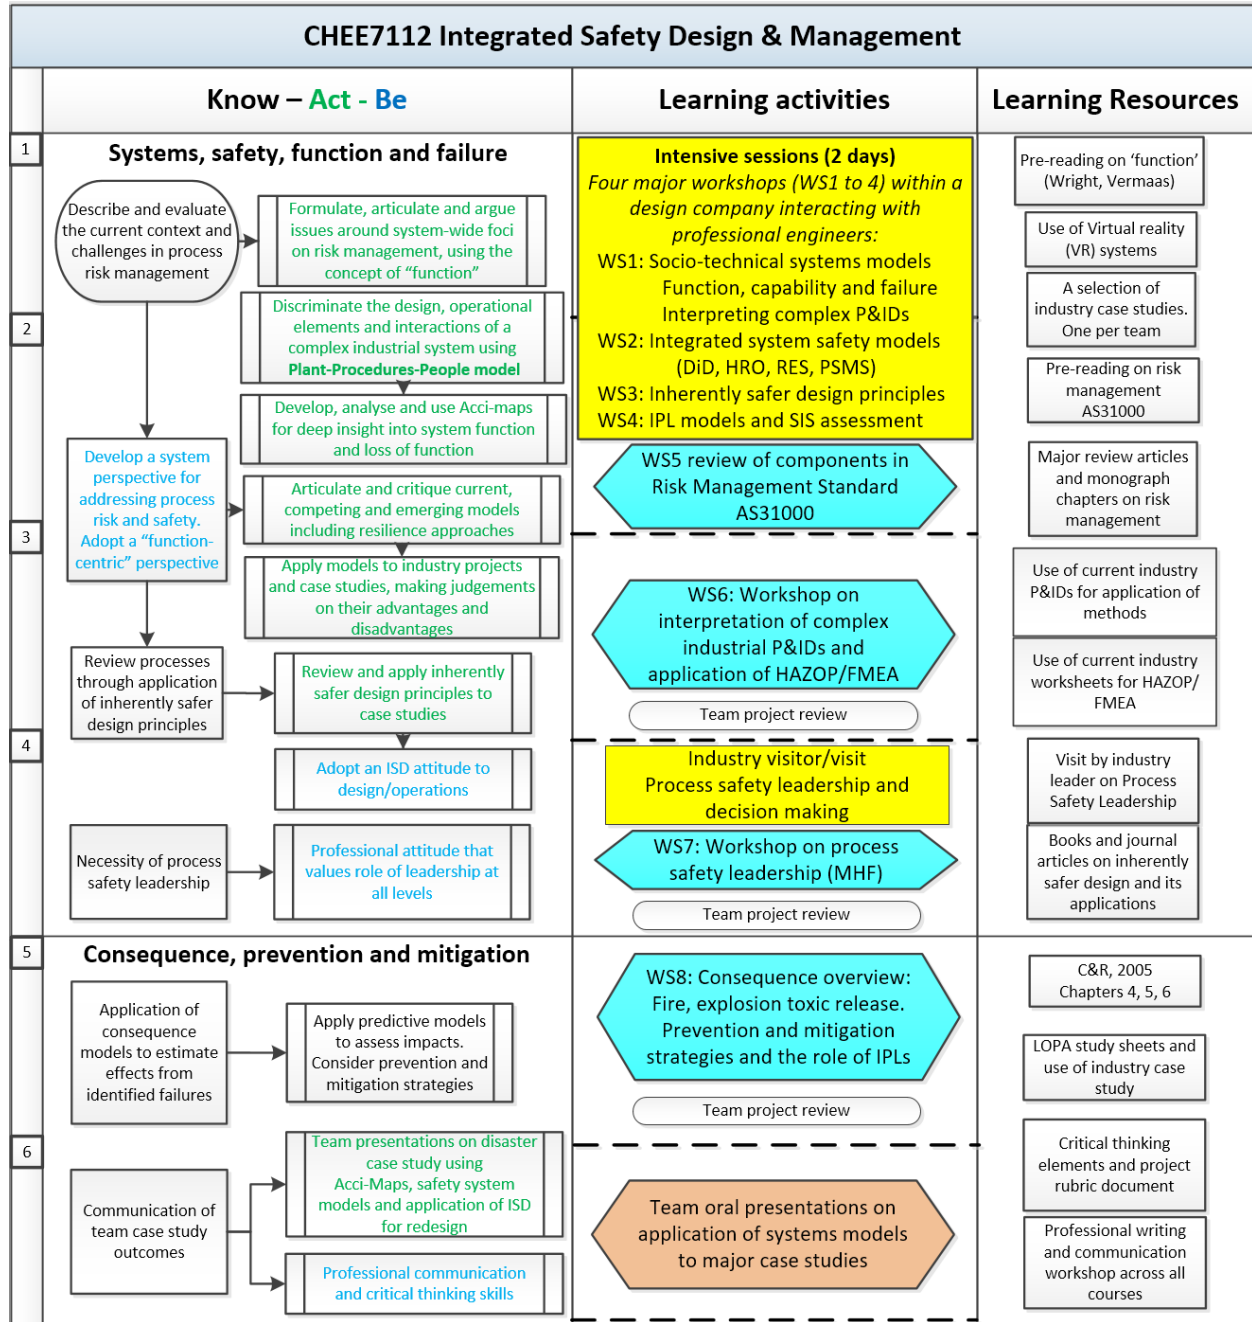 CHEE7112 Integrated Safety Design & Management
Know – Act - Be
Learning activities
Learning Resources
1
Systems, safety, function and failure
Describe and evaluate
the current context and
challenges in process
risk management
Formulate, articulate and argue
issues around system-wide foci
on risk management, using the
concept of “function”
2
Discriminate the design, operational
elements and interactions of a
complex industrial system using
Plant-Procedures-People model
Develop, analyse and use Acci-maps
for deep insight into system function
and loss of function
Develop a system
perspective for
addressing process
risk and safety.
Adopt a “function-
centric” perspective
Articulate and critique current,
competing and emerging models
including resilience approaches
3
Apply models to industry projects
and case studies, making judgements
on their advantages and
disadvantages
Review processes
through application
of inherently safer
design principles
Review and apply inherently
safer design principles to
case studies
4
Adopt an ISD attitude to
design/operations
Necessity of process
safety leadership
Professional attitude that
values role of leadership at
all levels
Intensive sessions (2 days)
Four major workshops (WS1 to 4) within a
design company interacting with
professional engineers:
WS1: Socio-technical systems models
Function, capability and failure
Interpreting complex P&IDs
WS2: Integrated system safety models
(DiD, HRO, RES, PSMS)
WS3: Inherently safer design principles
WS4: IPL models and SIS assessment
WS5 review of components in
Risk Management Standard
AS31000
WS6: Workshop on
interpretation of complex
industrial P&IDs and
application of HAZOP/FMEA
Team project review
Industry visitor/visit
Process safety leadership and
decision making
WS7: Workshop on process
safety leadership (MHF)
Team project review
Pre-reading on ‘function’
(Wright, Vermaas)
Use of Virtual reality
(VR) systems
A selection of
industry case studies.
One per team
Pre-reading on risk
management
AS31000
Major review articles
and monograph
chapters on risk
management
Use of current industry
P&IDs for application of
methods
Use of current industry
worksheets for HAZOP/
FMEA
Visit by industry
leader on Process
Safety Leadership
Books and journal
articles on inherently
safer design and its
applications
5
Consequence, prevention and mitigation
Application of
consequence
models to estimate
effects from
identified failures
Apply predictive models
to assess impacts.
Consider prevention and
mitigation strategies
6
Communication of
team case study
outcomes
Team presentations on disaster
case study using
Acci-Maps, safety system
models and application of ISD
for redesign
Professional communication
and critical thinking skills
WS8: Consequence overview:
Fire, explosion toxic release.
Prevention and mitigation
strategies and the role of IPLs
Team project review
Team oral presentations on
application of systems models
to major case studies
C&R, 2005
Chapters 4, 5, 6
LOPA study sheets and
use of industry case
study
Critical thinking
elements and project
rubric document
Professional writing
and communication
workshop across all
courses